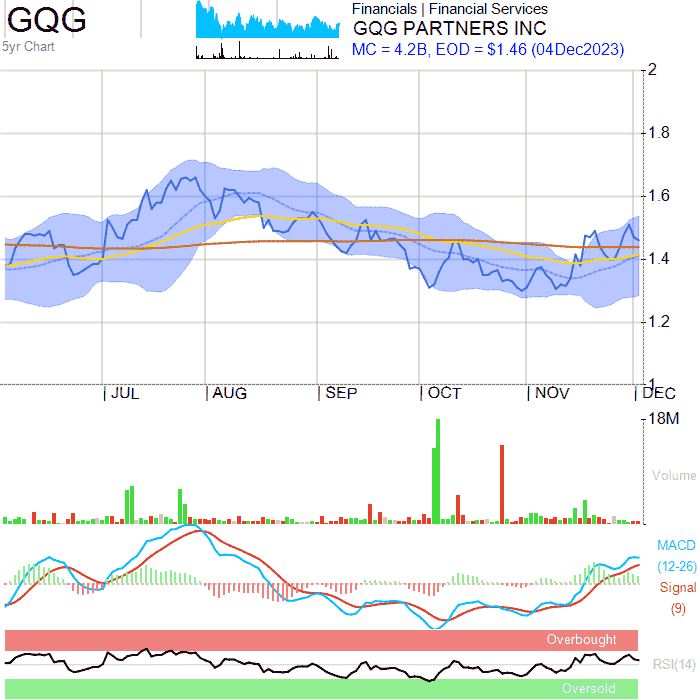 GQG
5yr Chart
Financials | Financial Services
GQG PARTNERS INC
MC = 4.2B, EOD = $1.46 (04Dec2023)
2
1.8
1.6
1.4
1.2
1
JUL AUG SEP OCT NOV DEC
18M
Volume
MACD
(12-26)
Signal
(9)
Overbought
RSI(14)
Oversold